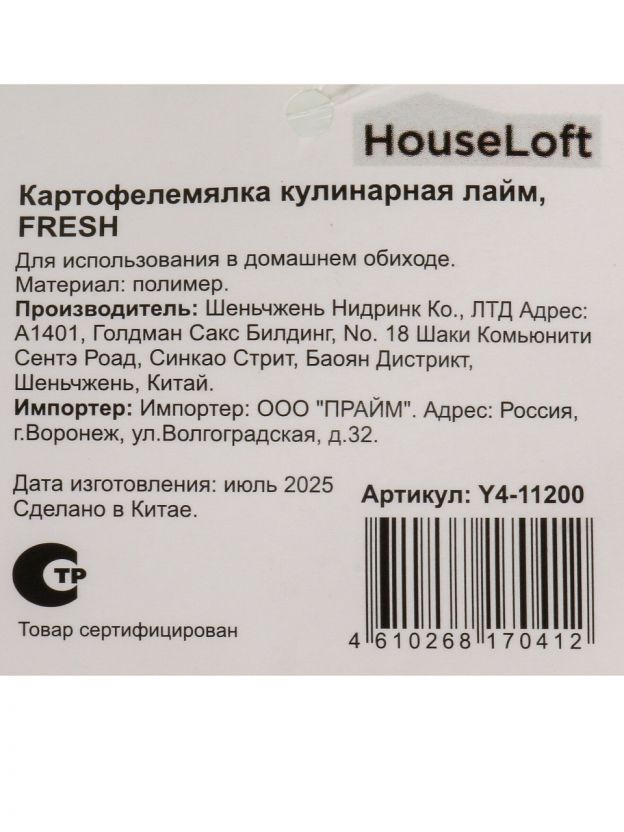 HouseLoft
Картофелемялка кулинарная лайм,
FRESH
Для использования в домашнем обиходе.
Материал: полимер.
Производитель: Шеньчжень Нидринк Ко., ЛТД Адрес:
А1401, Голдман Сакс Билдинг, No. 18 Шаки Комьюнити
Сентэ Роад, Синкао Стрит, Баоян Дистрикт,
Шеньчжень, Китай.
Импортер: Импортер: ООО "ПРАЙМ". Адрес: Россия,
г.Воронеж, ул.Волгоградская, д.32.
Дата изготовления: июль 2025
Сделано в Китае.
Артикул: Y4-11200
ТР
Товар сертифицирован
4 610268 170412